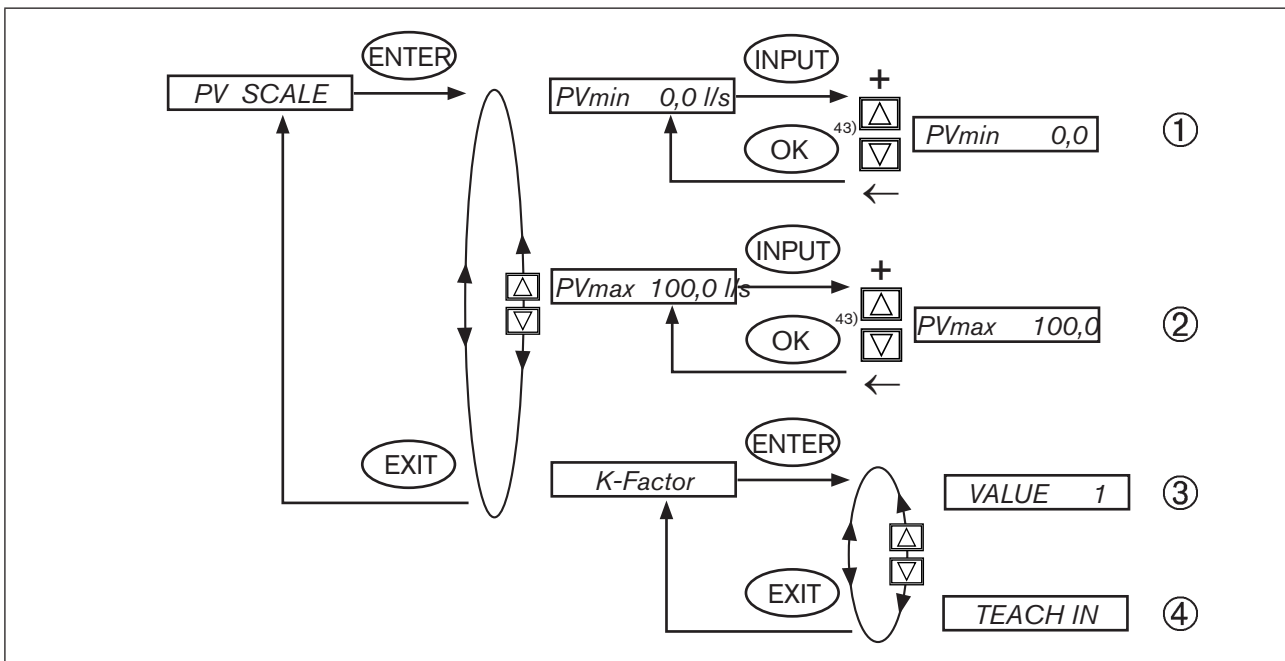 ENTER
PV SCALE
INPUT
PVmin 0,0 l/s
+
43)
OK
PVmin 0,0
①
←
INPUT
PVmax 100,0 l/s
+
43)
OK
PVmax 100,0
②
←
ENTER
EXIT
K-Factor
VALUE 1
③
EXIT
TEACH IN
④